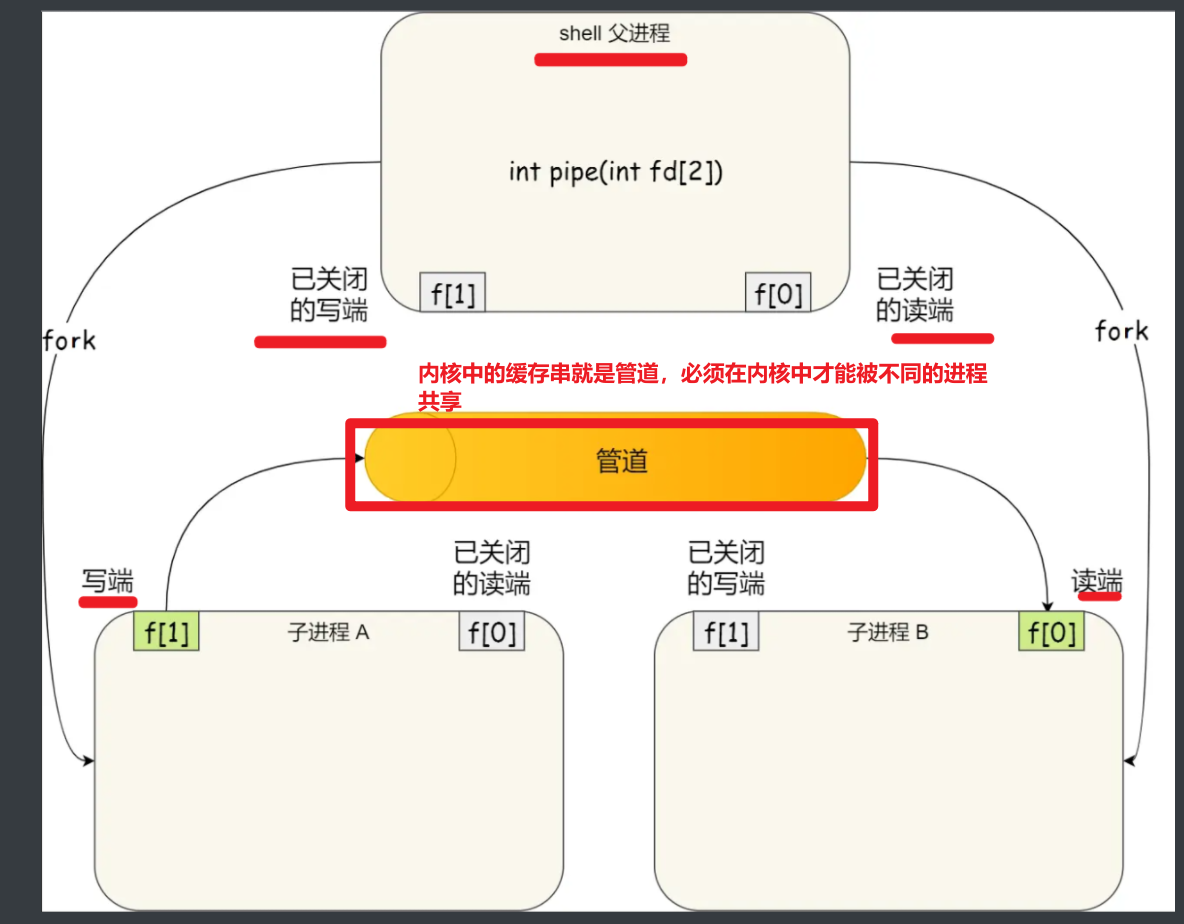 shell 父进程
int pipe(int fd[2])
已关闭
的写端
f[1]
f[0]
已关闭
的读端
fork
fork
内核中的缓存串就是管道，必须在内核中才能被不同的进程
共享
管道
写端
已关闭
的读端
已关闭
的写端
读端
f[1]
子进程 A
f[0]
f[1]
子进程 B
f[0]